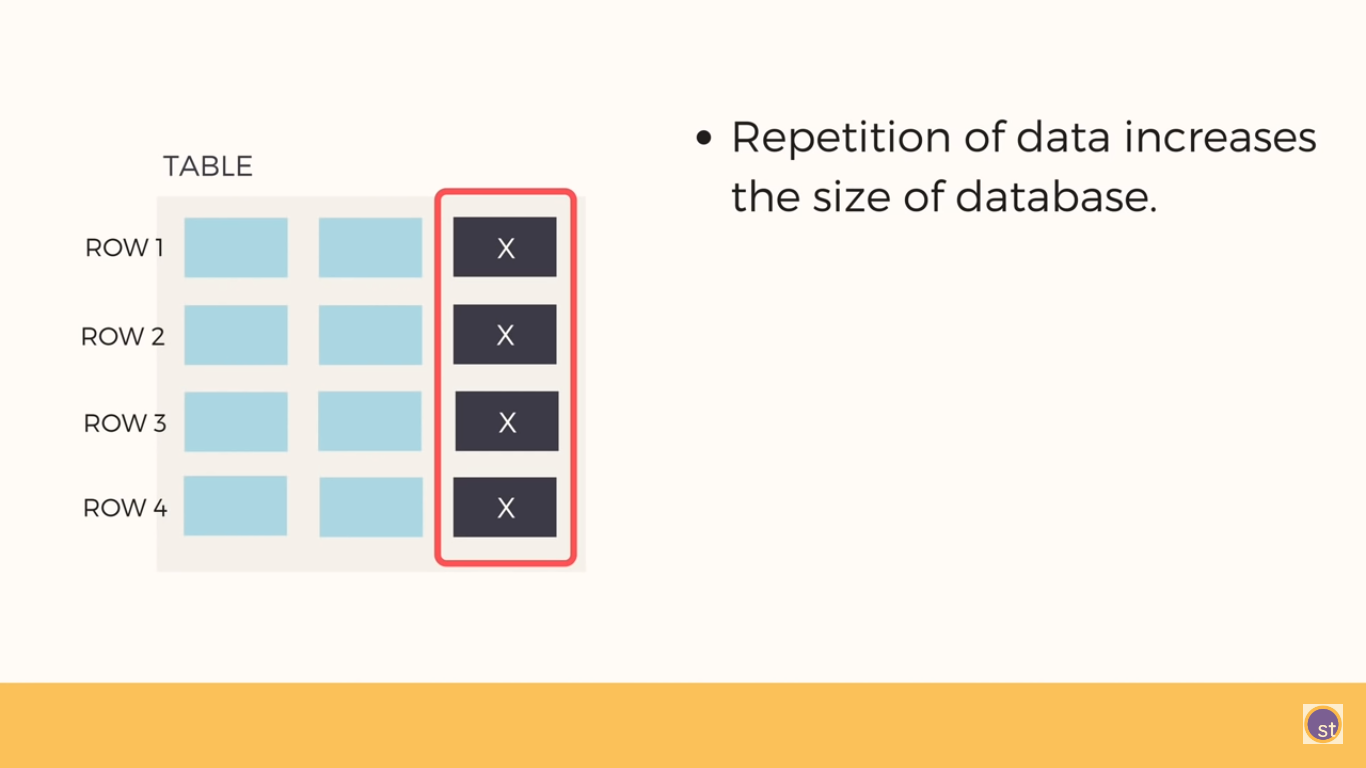 TABLE
ROW 1 X
ROW 2 X
ROW 3 X
ROW 4 X
• Repetition of data increases
the size of database.
st